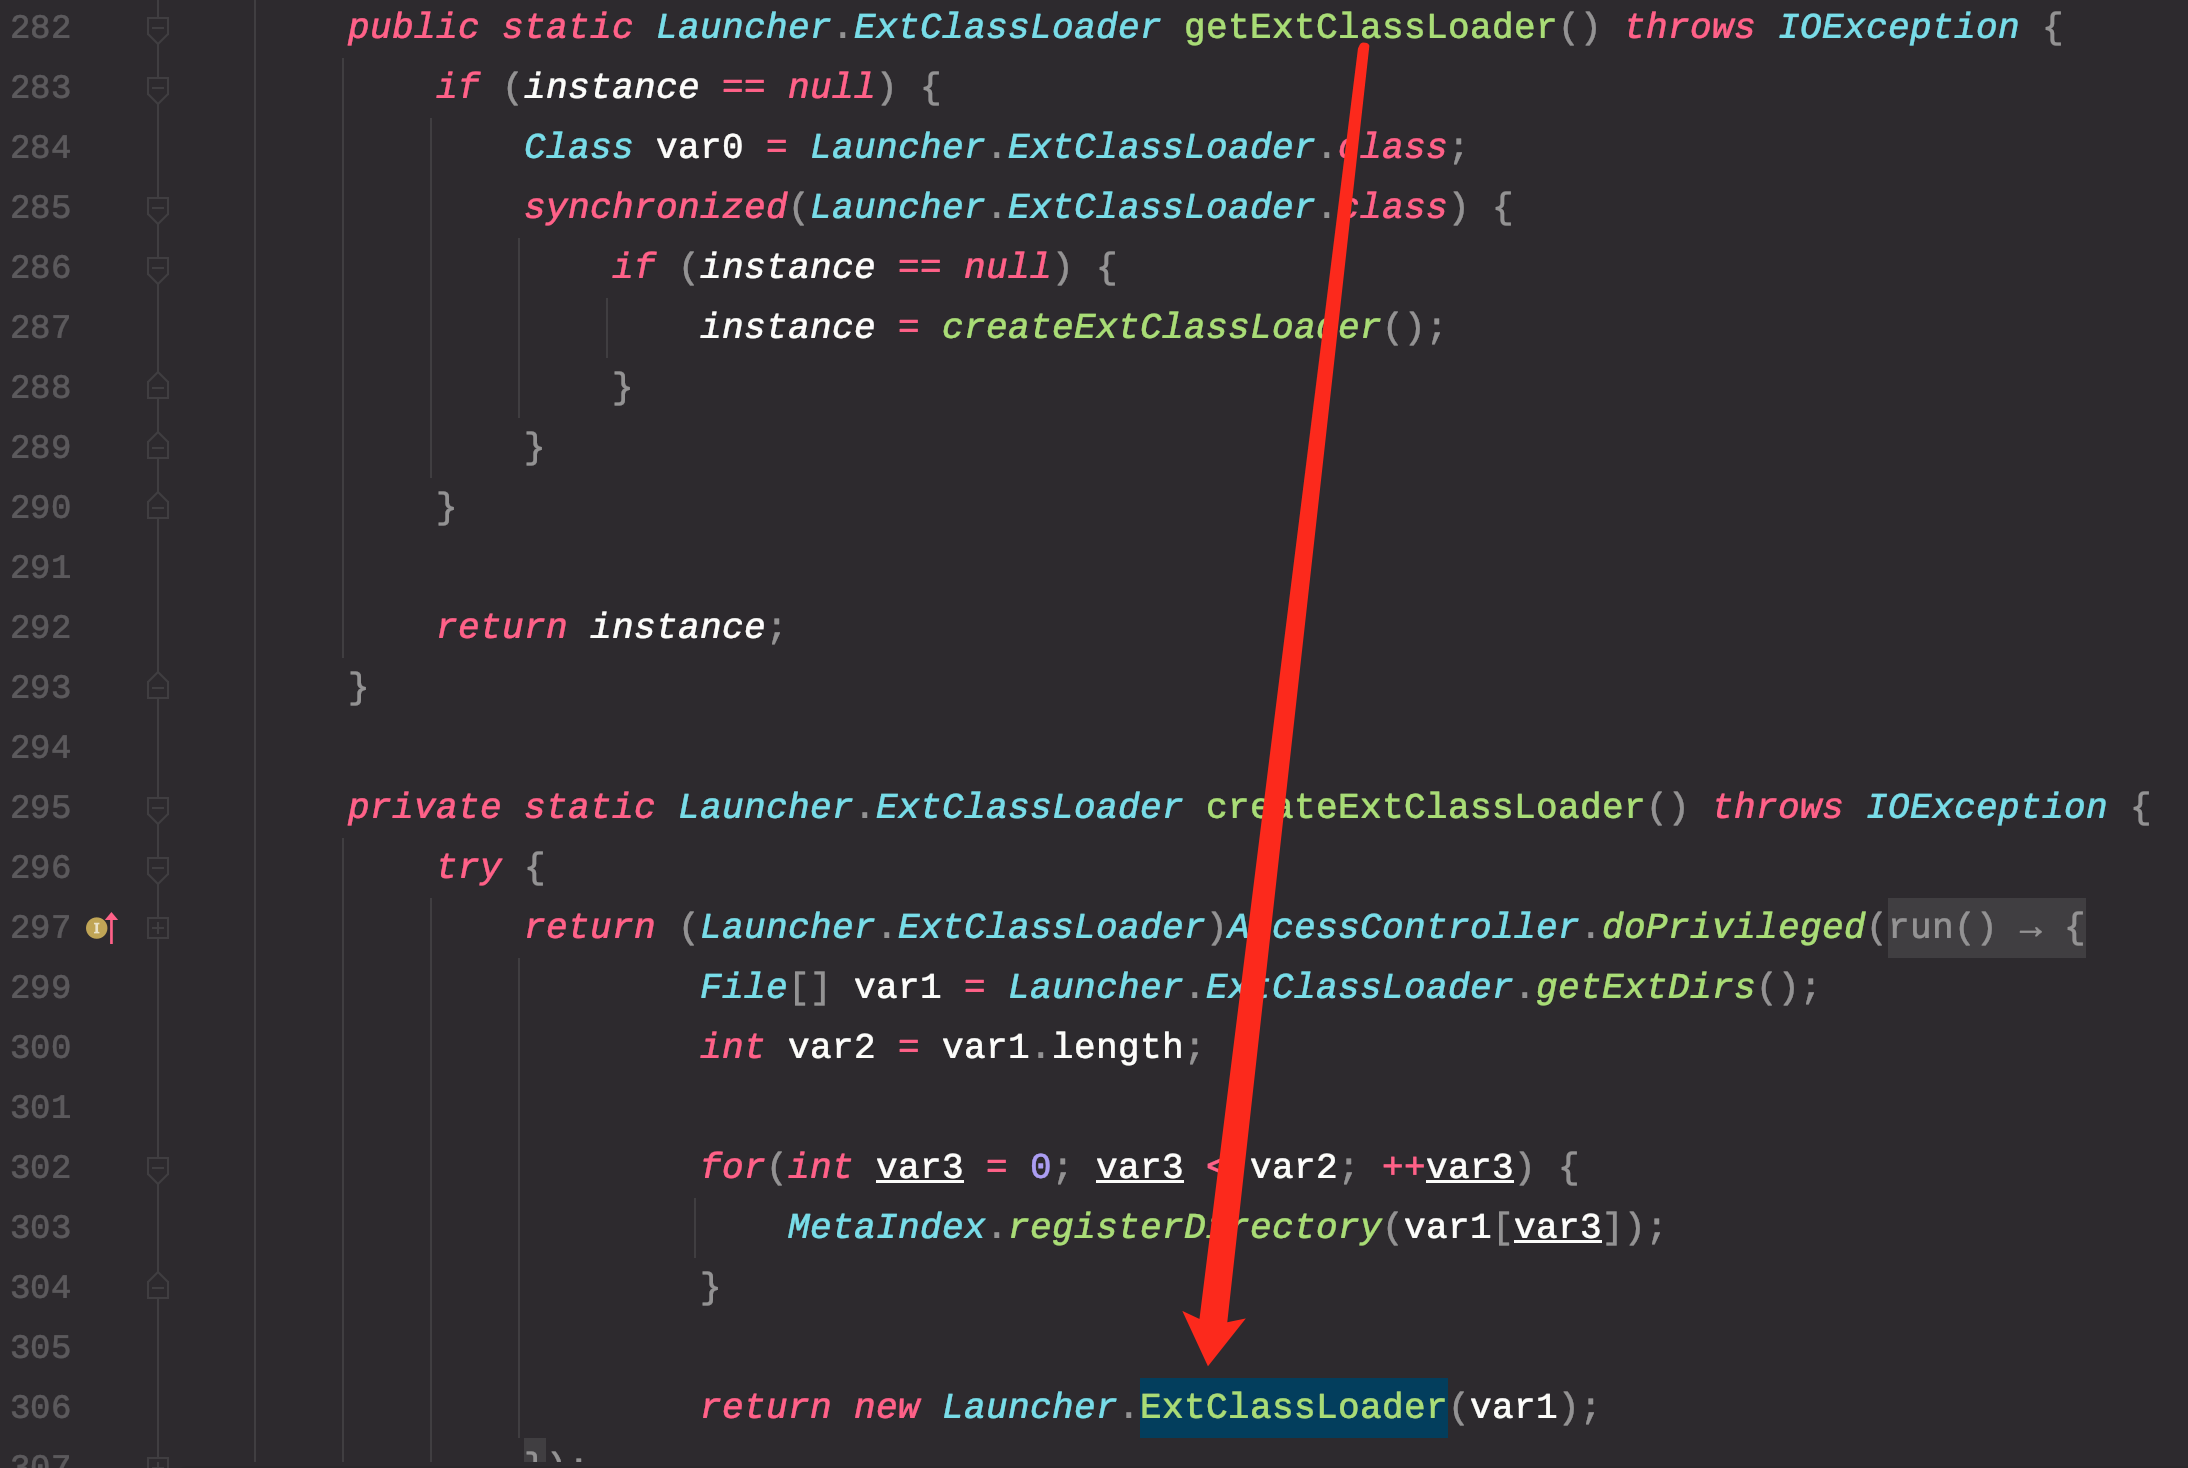 282 public static Launcher.ExtClassLoader getExtClassLoader() throws IOException {
283 if (instance == null) {
284 Class var0 = Launcher.ExtClassLoader.class;
285 synchronized(Launcher.ExtClassLoader.class) {
286 if (instance == null) {
287 instance = createExtClassLoader();
288 }
289 }
290 }
291
292 return instance;
293 }
294
295 private static Launcher.ExtClassLoader createExtClassLoader() throws IOException {
296 try {
297 return (Launcher.ExtClassLoader)AccessController.doPrivileged(run() → {
299 File[] var1 = Launcher.ExtClassLoader.getExtDirs();
300 int var2 = var1.length;
301
302 for(int var3 = 0; var3 < var2; ++var3) {
303 MetaIndex.registerDirectory(var1[var3]);
304 }
305
306 return new Launcher.ExtClassLoader(var1);
307 });